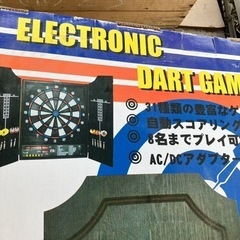 ELECTRONIC
DART GAM
31種類の豊富なゲ
自動スコアリング
8名までプレイ可
AC/DCアダプター